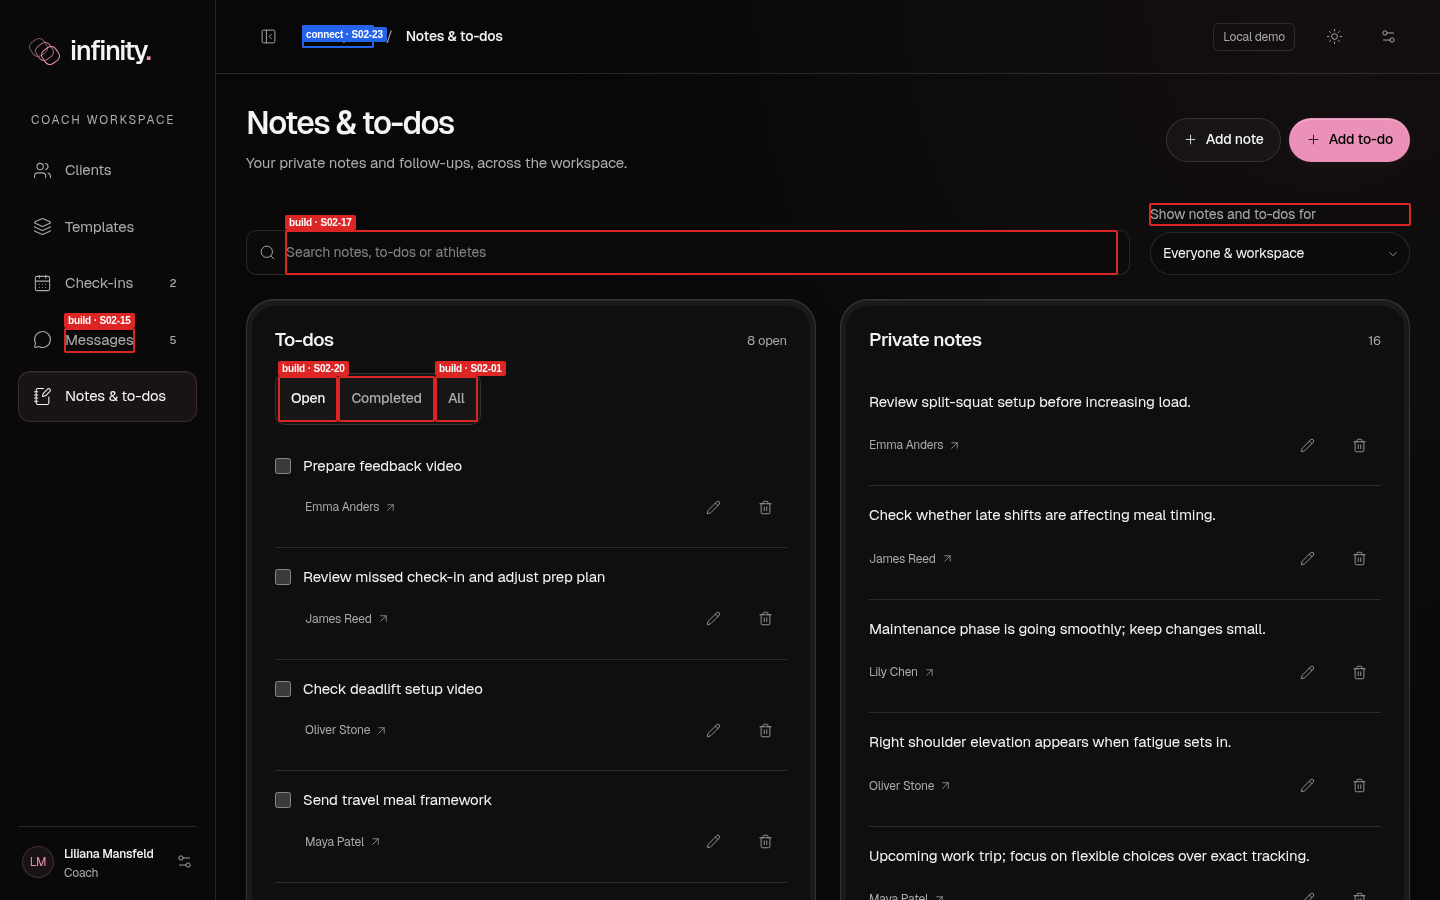 infinity.
connect · S02-23
/
Notes & to-dos
Local demo
COACH WORKSPACE
Clients
Templates
Check-ins
2
build · S02-15
Messages
5
Notes & to-dos
Liliana Mansfeld
LM
Coach
Notes & to-dos
Your private notes and follow-ups, across the workspace.
Add note
Add to-do
build · S02-17
Search notes, to-dos or athletes
Show notes and to-dos for
Everyone & workspace
To-dos
8 open
build · S02-20
build · S02-01
Open
Completed
All
Prepare feedback video
Emma Anders
Review missed check-in and adjust prep plan
James Reed
Check deadlift setup video
Oliver Stone
Send travel meal framework
Maya Patel
Private notes
16
Review split-squat setup before increasing load.
Emma Anders
Check whether late shifts are affecting meal timing.
James Reed
Maintenance phase is going smoothly; keep changes small.
Lily Chen
Right shoulder elevation appears when fatigue sets in.
Oliver Stone
Upcoming work trip; focus on flexible choices over exact tracking.
Maya Patel